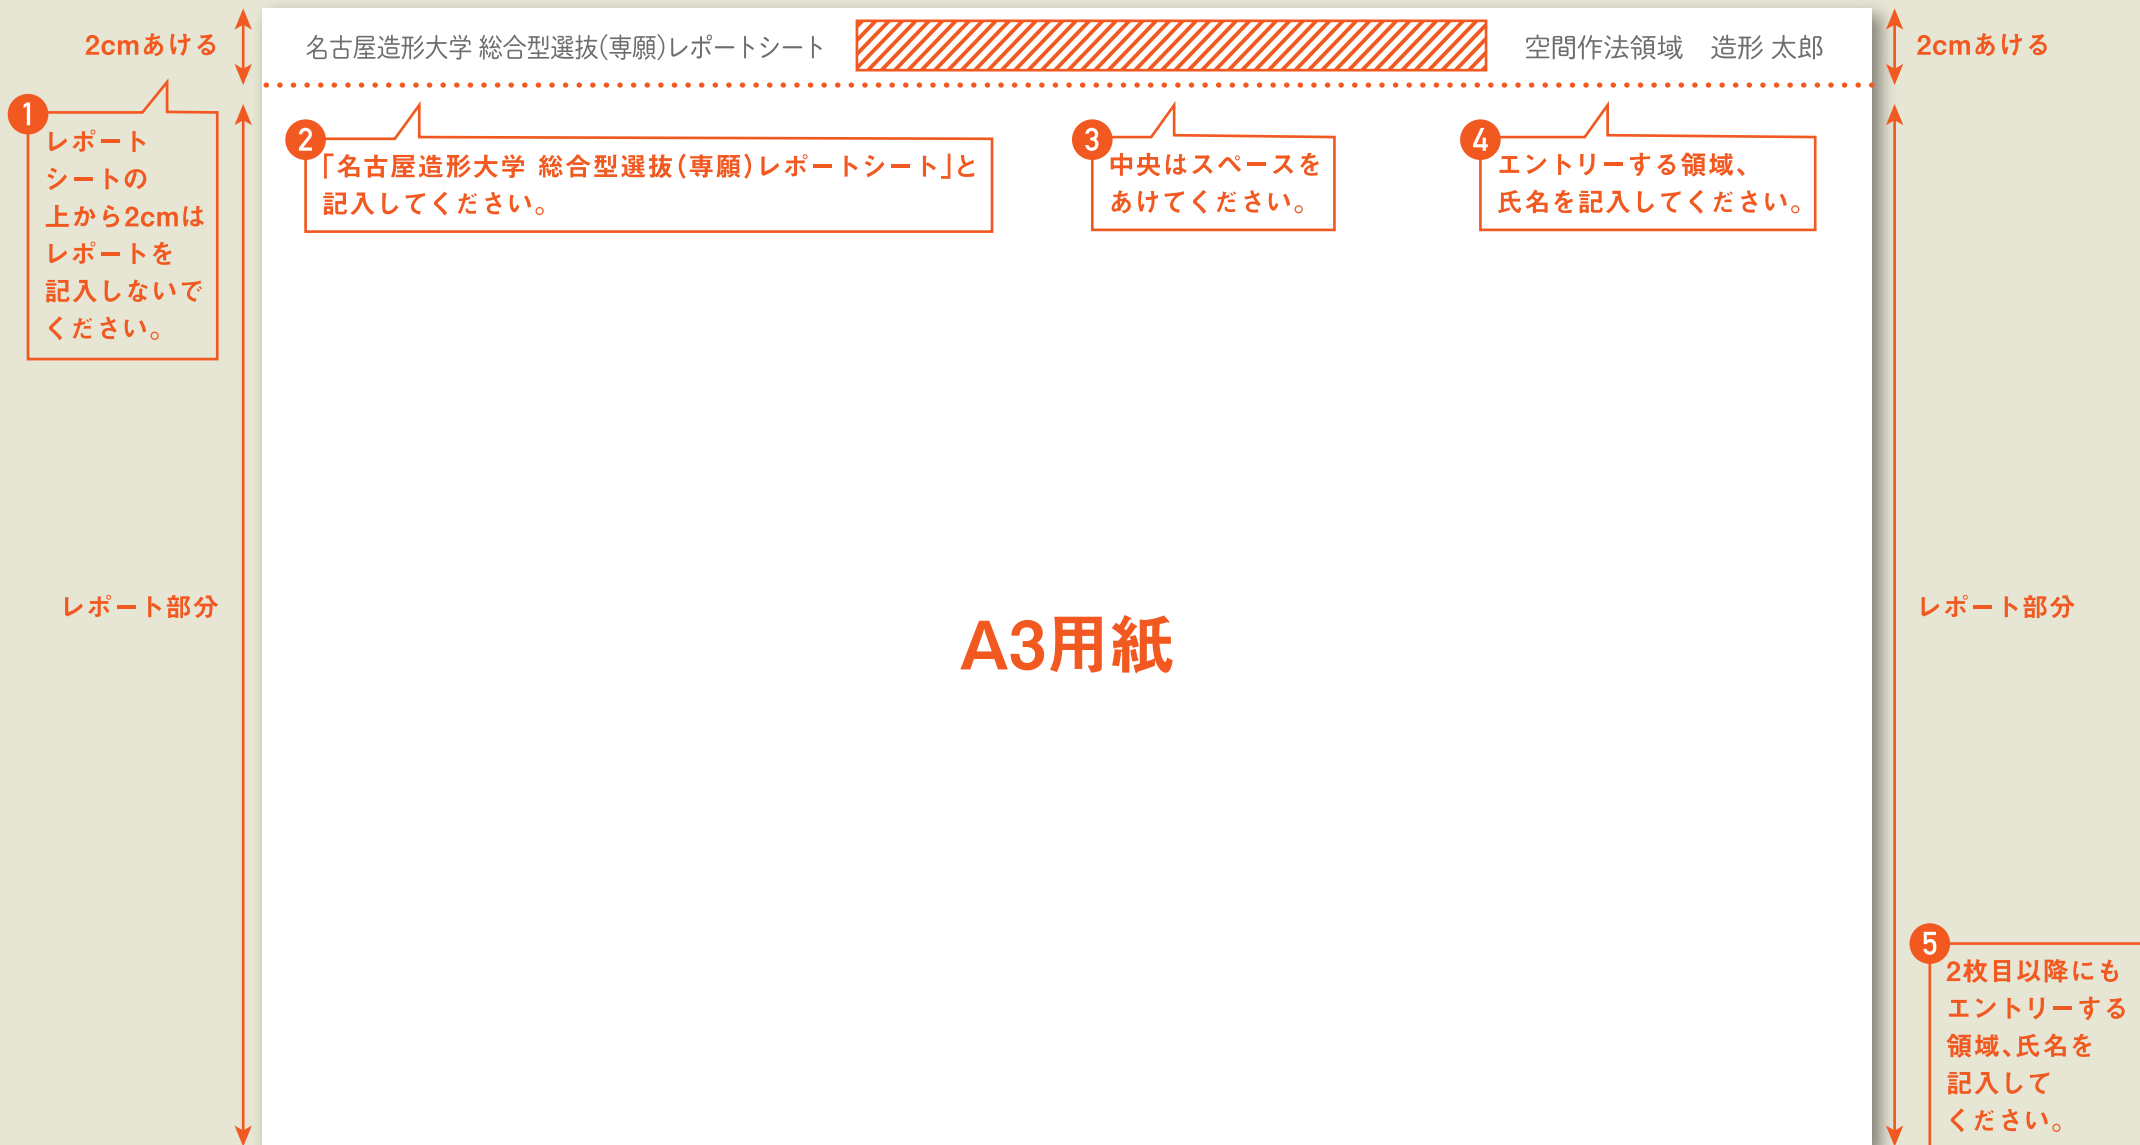 2cmあける
名古屋造形大学 総合型選抜(専願)レポートシート
空間作法領域　造形 太郎
2cmあける
1
レポート
シートの
上から2cmは
レポートを
記入しないで
ください。
2
「名古屋造形大学 総合型選抜(専願)レポートシート」と
記入してください。
3
中央はスペースを
あけてください。
4
エントリーする領域、
氏名を記入してください。
レポート部分
A3用紙
レポート部分
5
2枚目以降にも
エントリーする
領域、氏名を
記入して
ください。